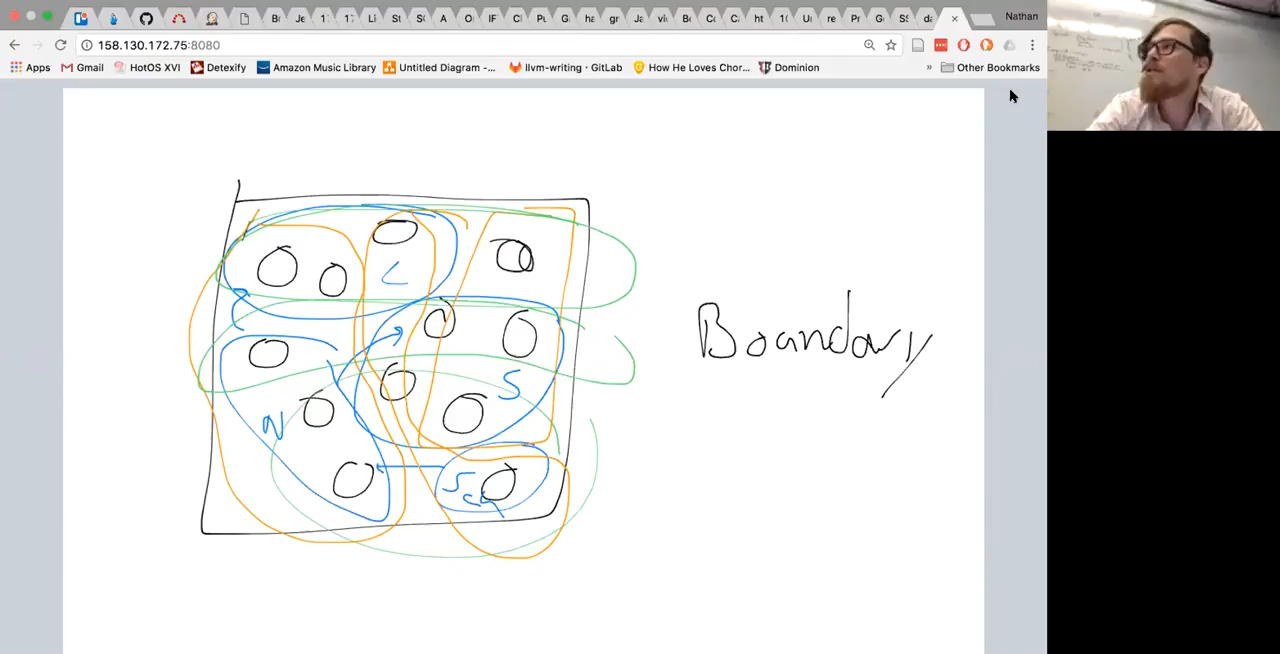 Nathan
158.130.172.75:8080
Apps Gmail HotOS XVI Detexify Amazon Music Library Untitled Diagram -... llvm-writing · GitLab How He Loves Chor... Dominion » Other Bookmarks
L
Boundary
S
N
Sch